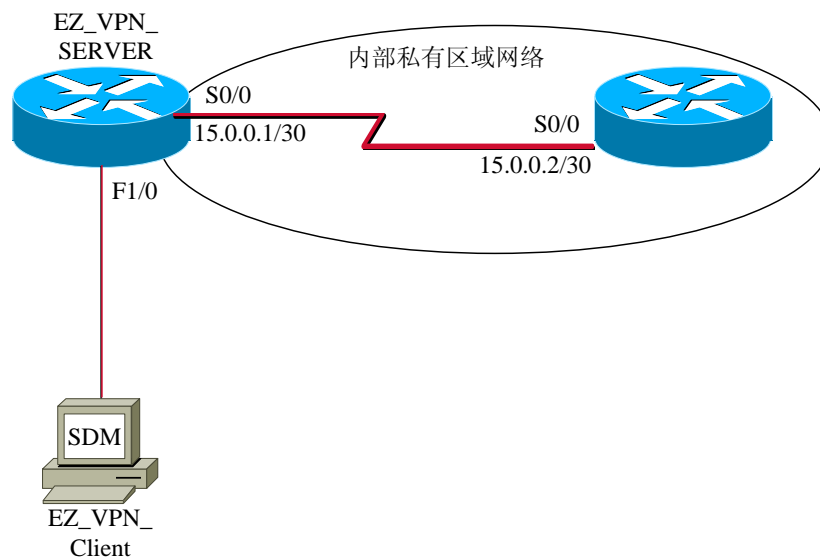 EZ_VPN_
SERVER
内部私有区域网络
S0/0
15.0.0.1/30
S0/0
15.0.0.2/30
F1/0
SDM
EZ_VPN_
Client